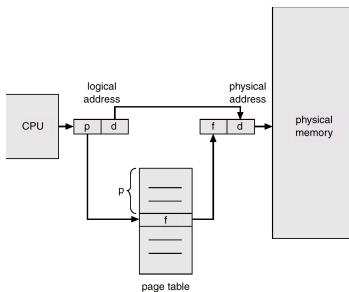 logical
address
physical
address
CPU
p d
f d
physical
memory
p
f
page table